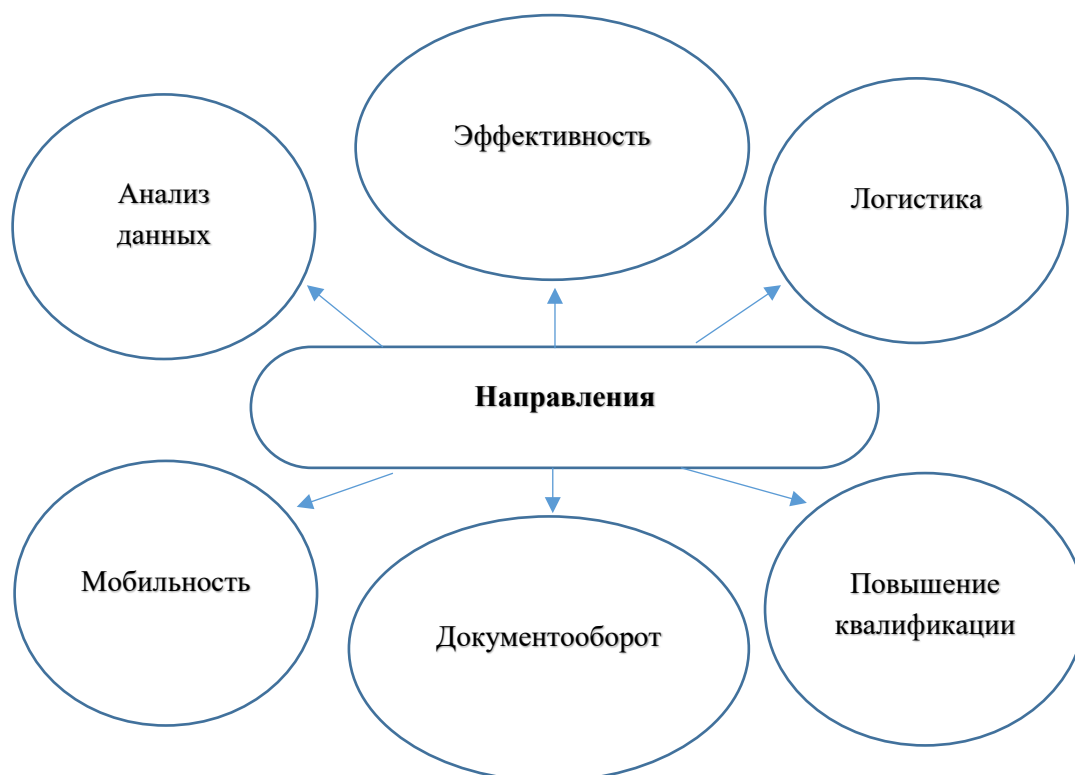 Эффективность
Анализ
данных
Логистика
Направления
Мобильность
Документооборот
Повышение
квалификации